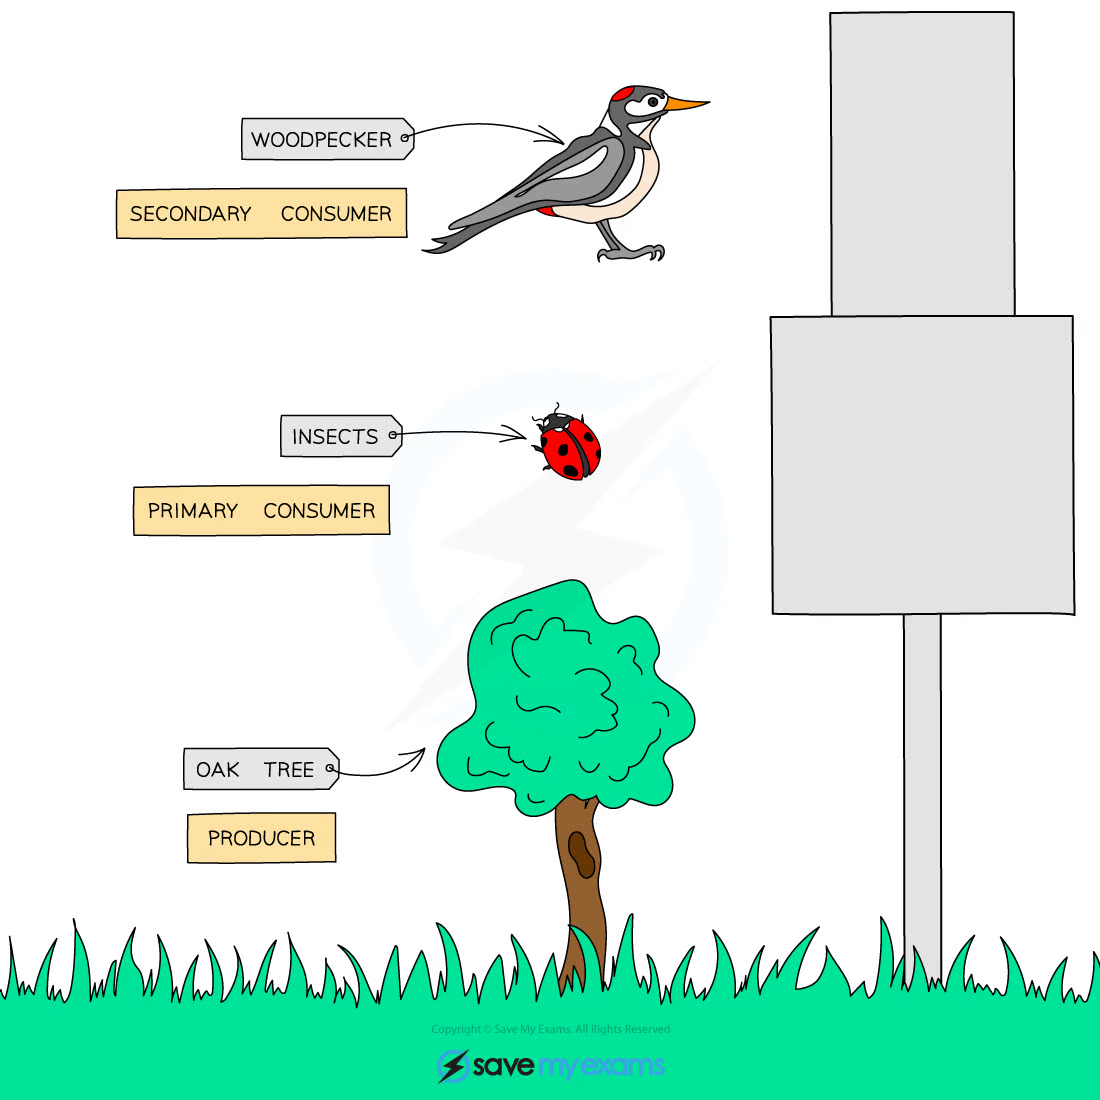 WOODPECKER
SECONDARY CONSUMER
INSECTS
PRIMARY CONSUMER
OAK TREE
PRODUCER
Copyright © Save My Exams. All Rights Reserved
save my exams